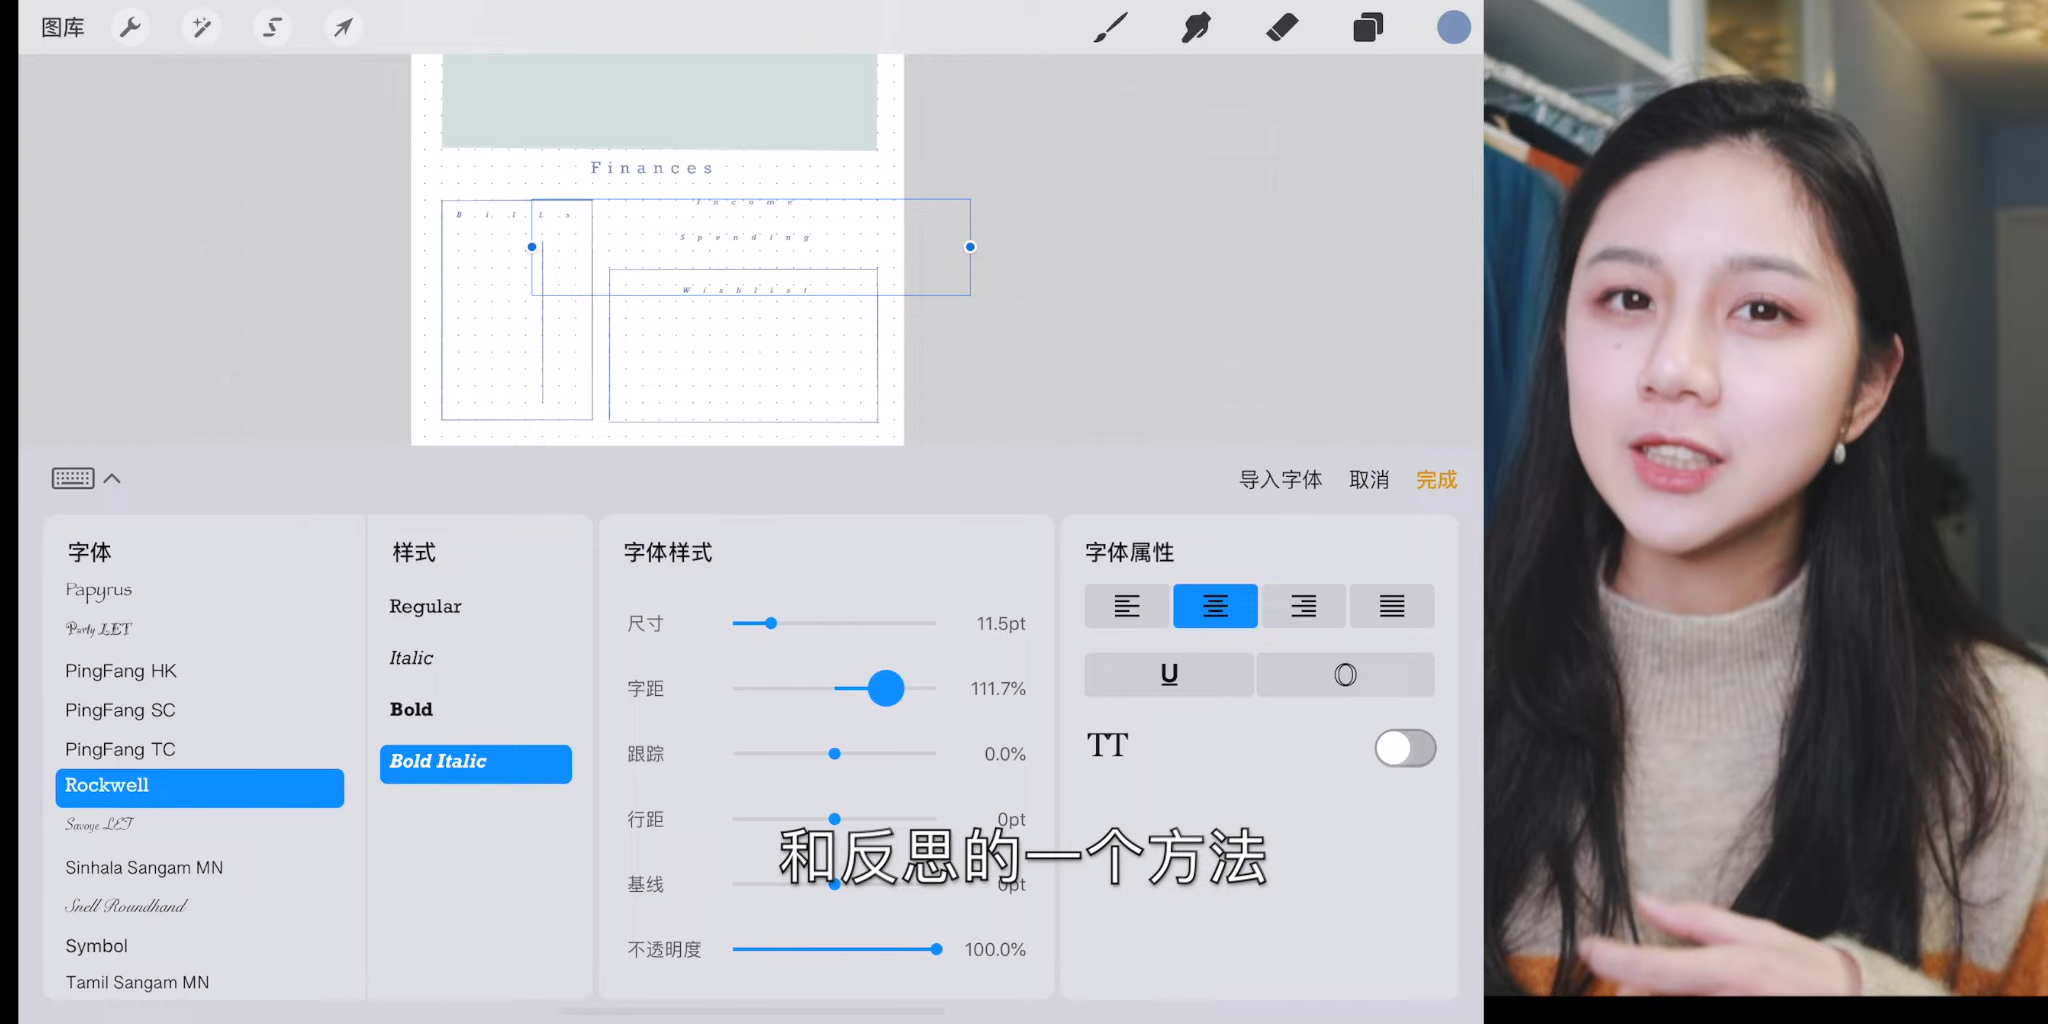 图库
Finances
Income
Bills
Spending
Wishlist
导入字体 取消 完成
字体
Papyrus
Party LET
PingFang HK
PingFang SC
PingFang TC
Rockwell
Savoye LET
Sinhala Sangam MN
Snell Roundhand
Symbol
Tamil Sangam MN
样式
Regular
Italic
Bold
Bold Italic
字体样式
尺寸 11.5pt
字距 111.7%
跟踪 0.0%
行距 0pt
基线 0pt
不透明度 100.0%
字体属性
U O
TT
和反思的一个方法